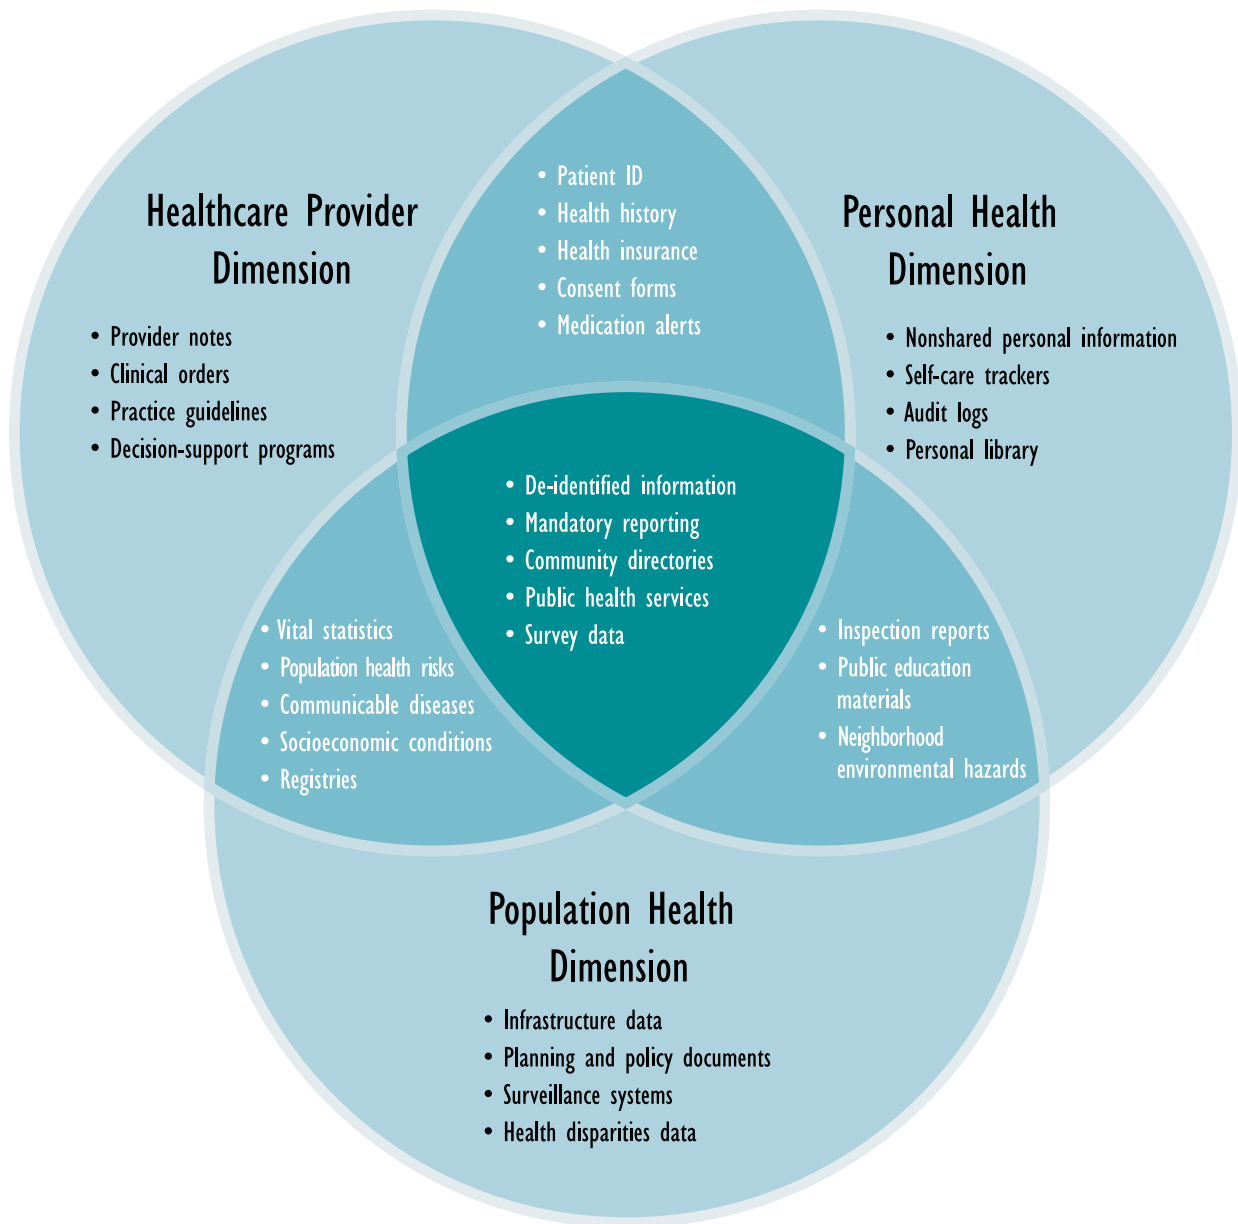 Healthcare Provider
Dimension
• Provider notes
• Clinical orders
• Practice guidelines
• Decision-support programs
• Patient ID
• Health history
• Health insurance
• Consent forms
• Medication alerts
Personal Health
Dimension
• Nonshared personal information
• Self-care trackers
• Audit logs
• Personal library
• De-identified information
• Mandatory reporting
• Community directories
• Public health services
• Survey data
• Vital statistics
• Population health risks
• Communicable diseases
• Socioeconomic conditions
• Registries
• Inspection reports
• Public education
materials
• Neighborhood
environmental hazards
Population Health
Dimension
• Infrastructure data
• Planning and policy documents
• Surveillance systems
• Health disparities data